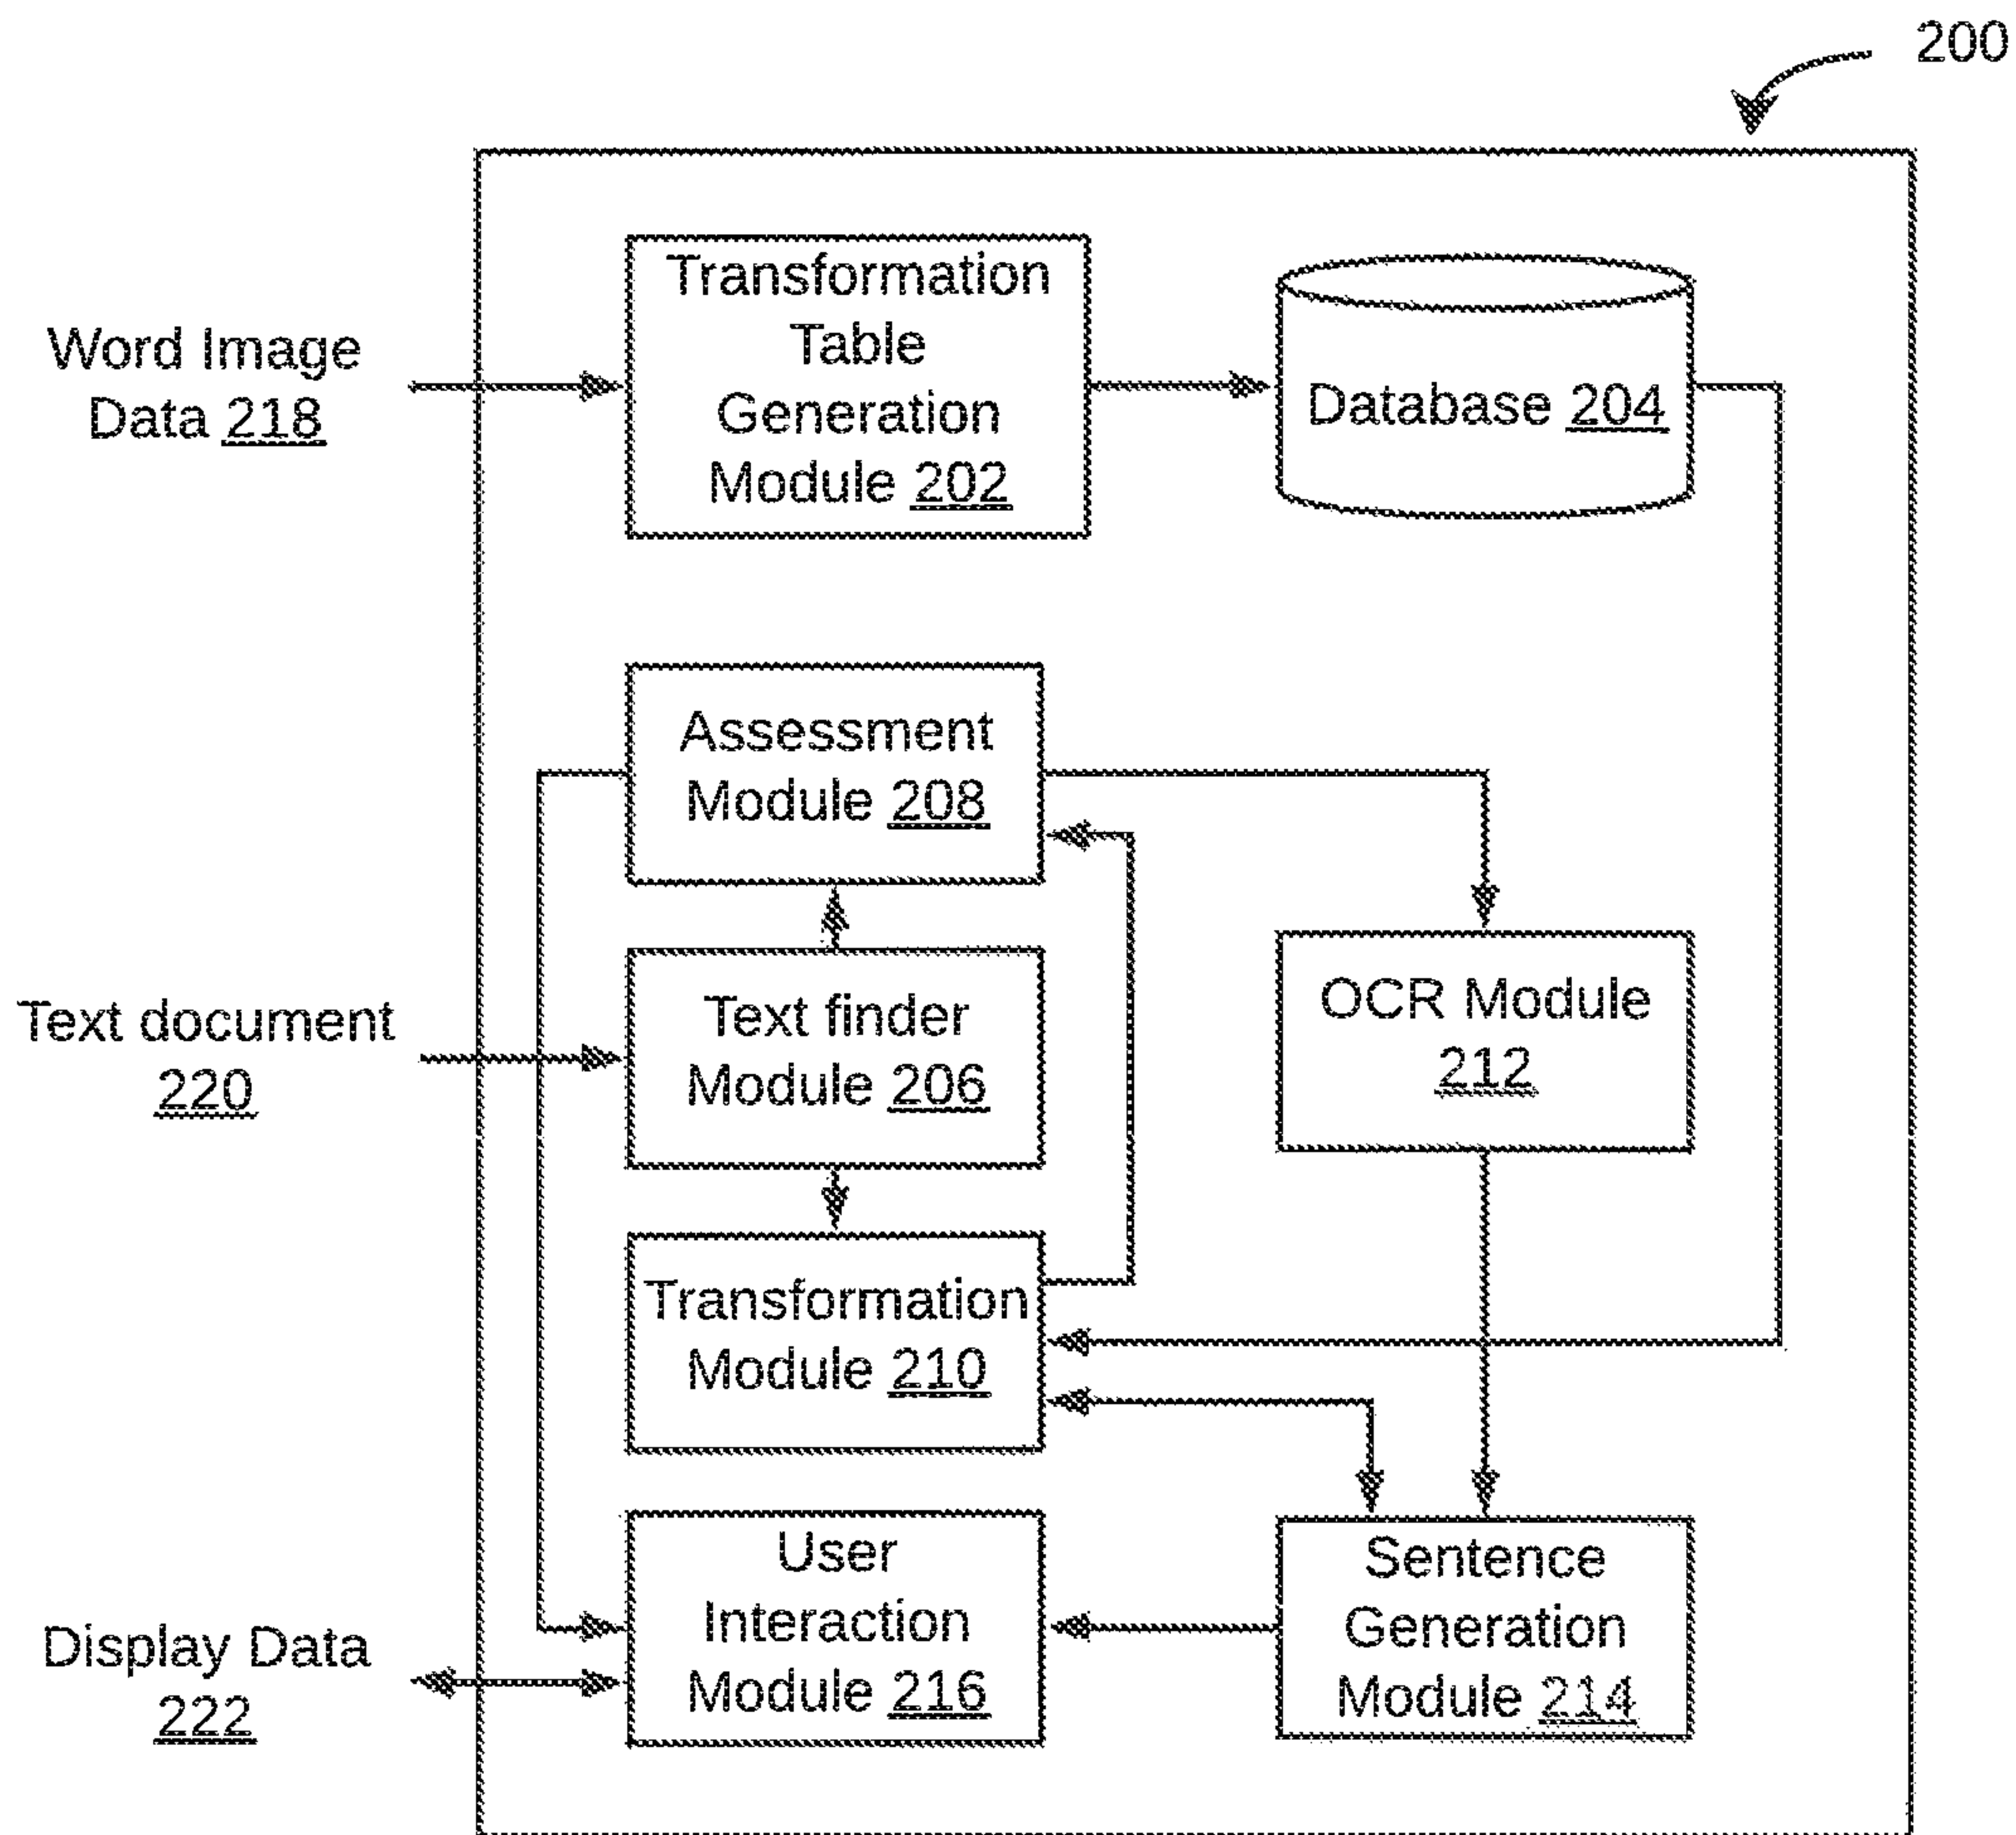 200
Word Image
Data 218
Transformation
Table
Generation
Module 202
Database 204
Assessment
Module 208
Text document
220
Text finder
Module 206
OCR Module
212
Transformation
Module 210
Display Data
222
User
Interaction
Module 216
Sentence
Generation
Module 214